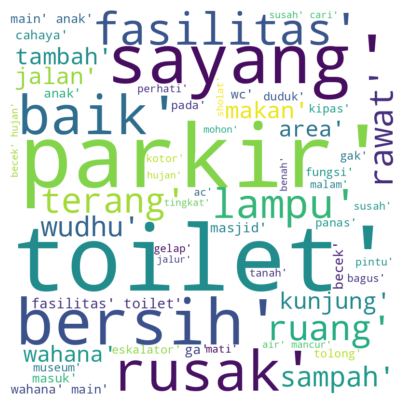 main' anak' fasilitas' susah' cari'
cahaya' sayang'
tambah'
jalan' perhati' wc' duduk'
anak' pada' sholat' makan' kipas' rawat'
baik' mohon' area' gak'
becek' hujan' parkir' fungsi'
kotor' hujan' ac' benah' malam'
terang' tingkat' lampu' susah'
wudhu' masjid' panas'
toilet' gelap' becek' pintu'
jalur' tanah' bagus'
fasilitas' toilet' kunjung'
bersih' ruang'
wahana' eskalator' ga' mati' air' mancur' tolong'
museum' rusak' sampah'
masuk'
wahana' main'